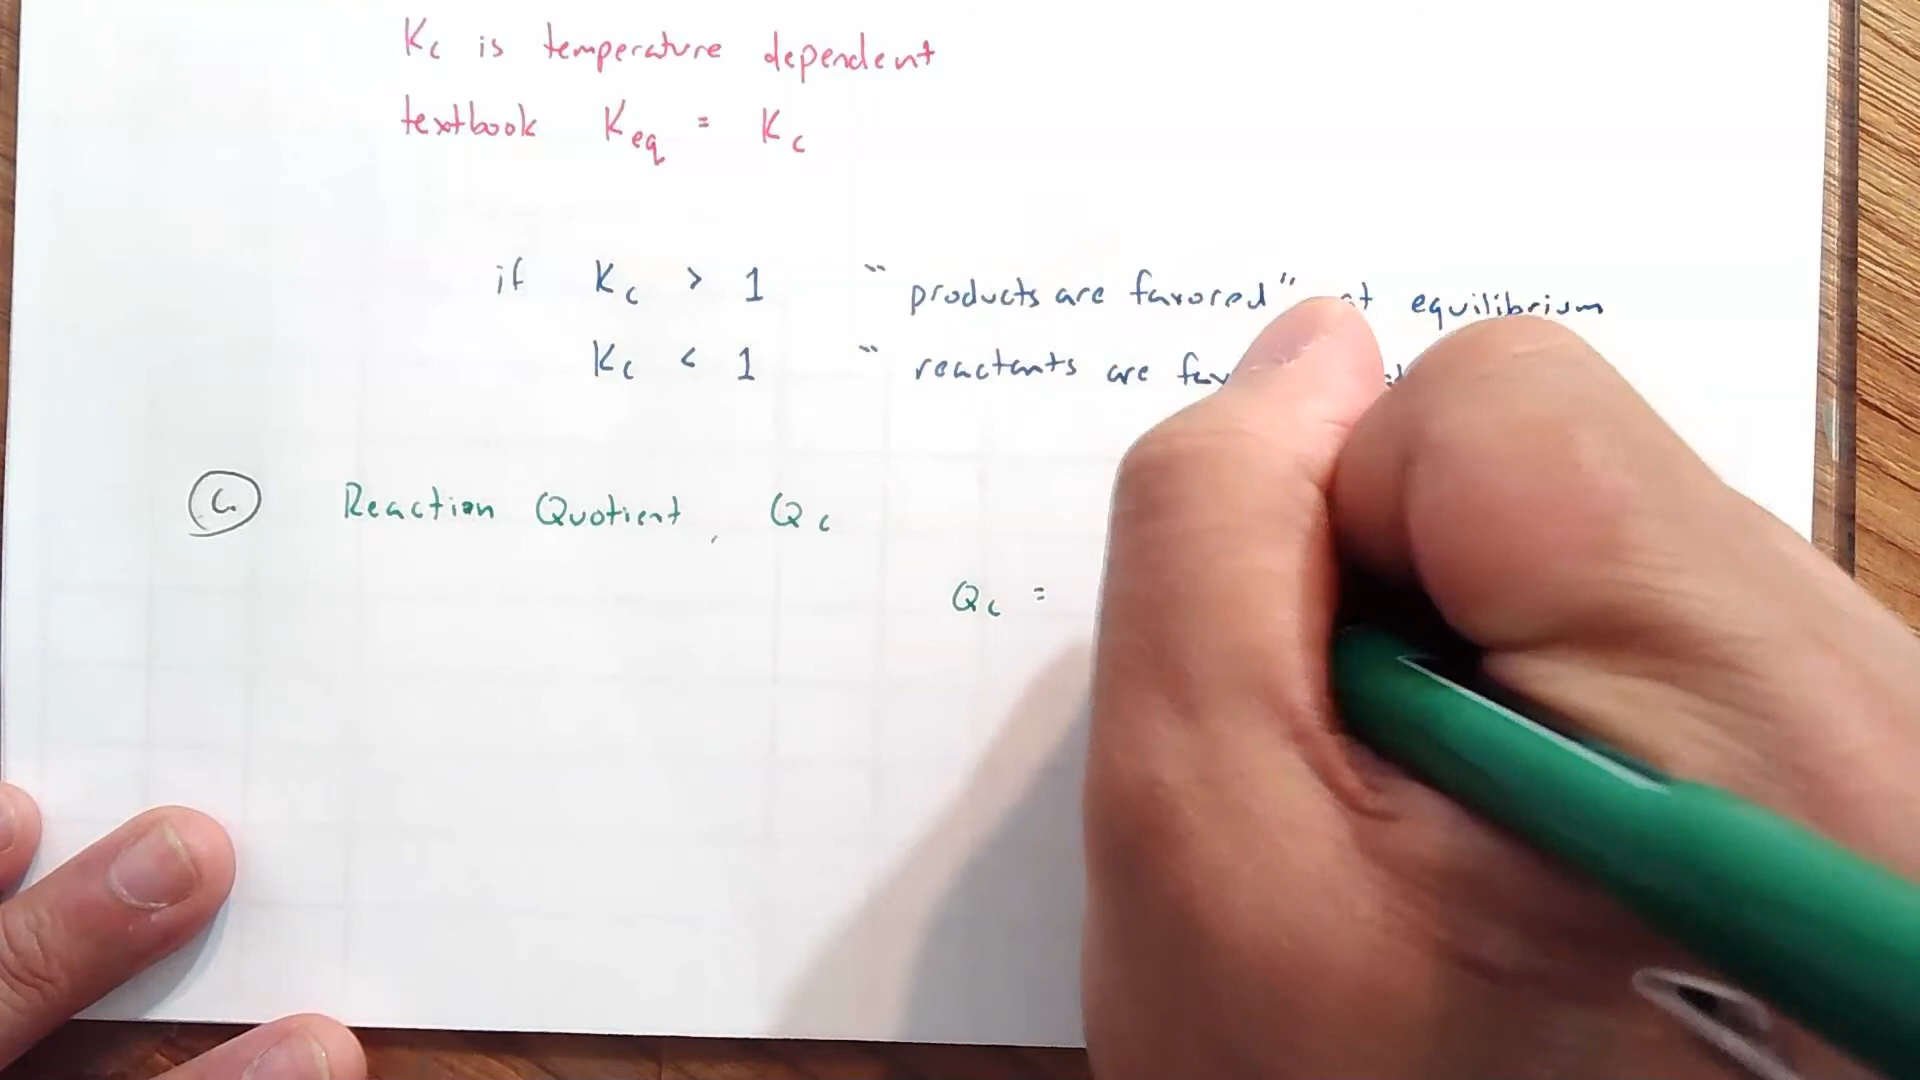 Kc is temperature dependent
textbook Keq = Kc
if Kc > 1 " products are favored" at equilibrium
Kc < 1 " reactants are
C. Reaction Quotient, Qc
Qc =